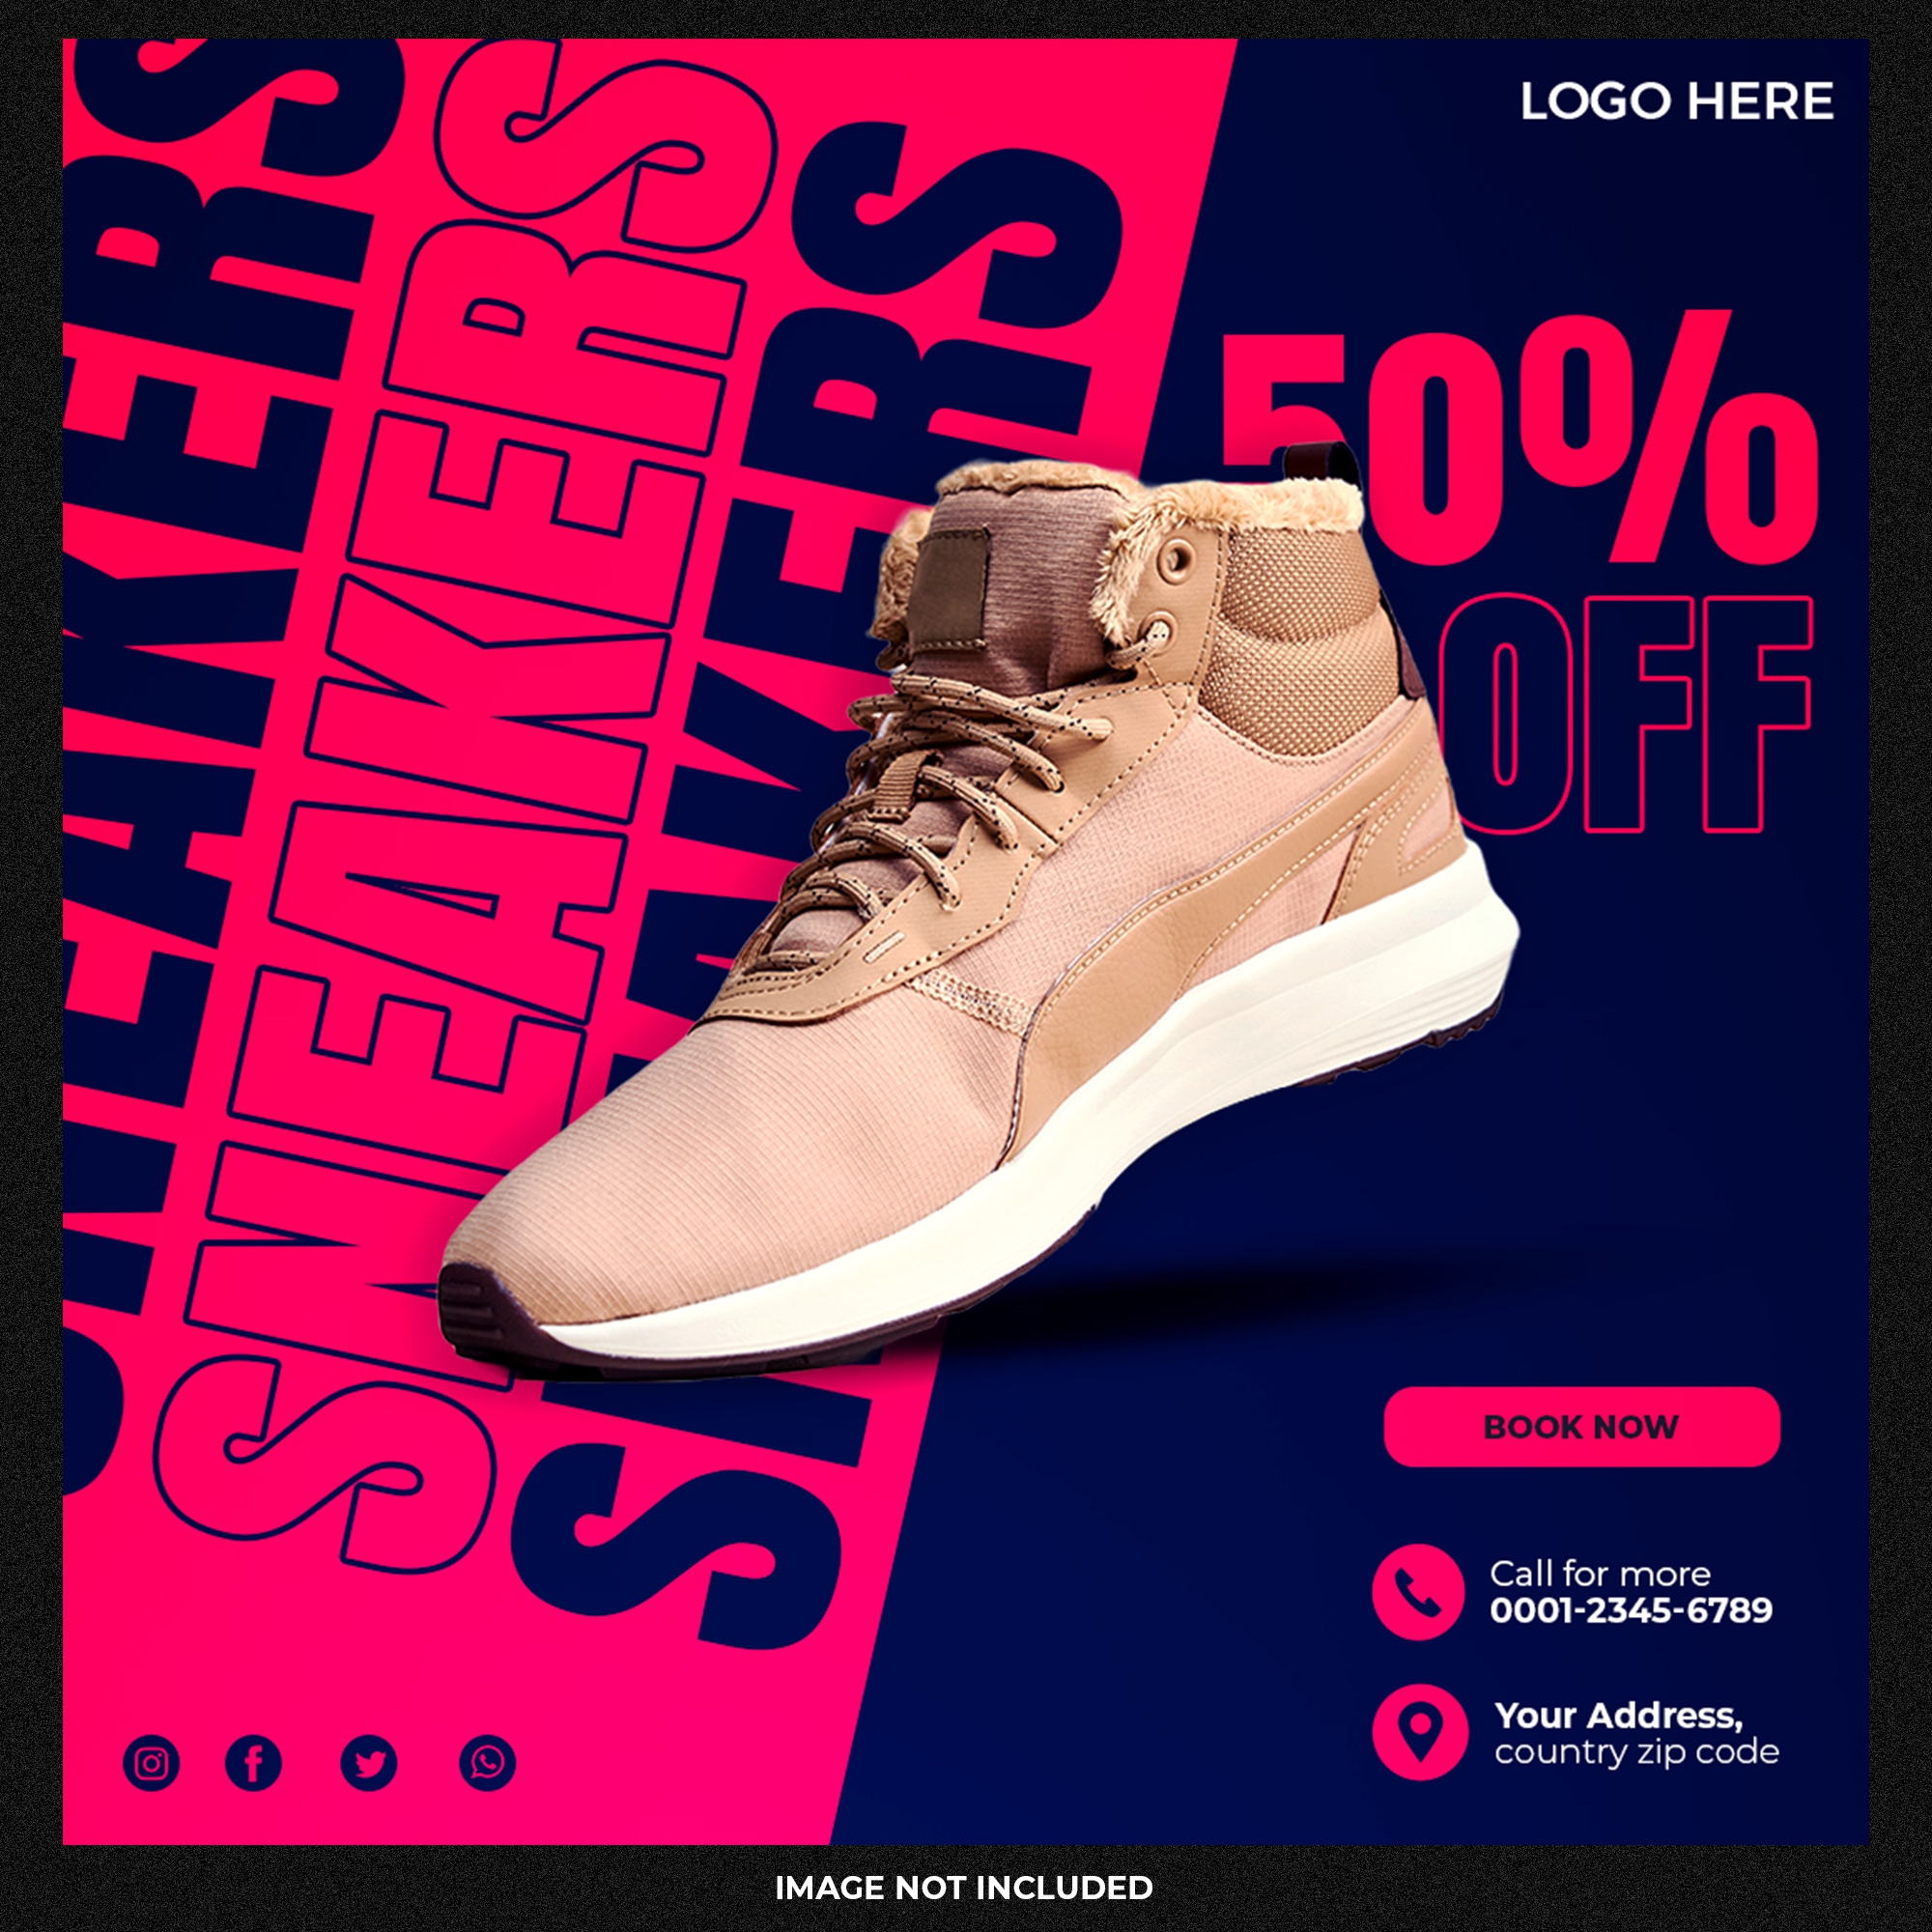 SNEAKERS
SNEAKERS
SNEAKERS
LOGO HERE
50%
OFF
BOOK NOW
Call for more
0001-2345-6789
Your Address,
country zip code
IMAGE NOT INCLUDED